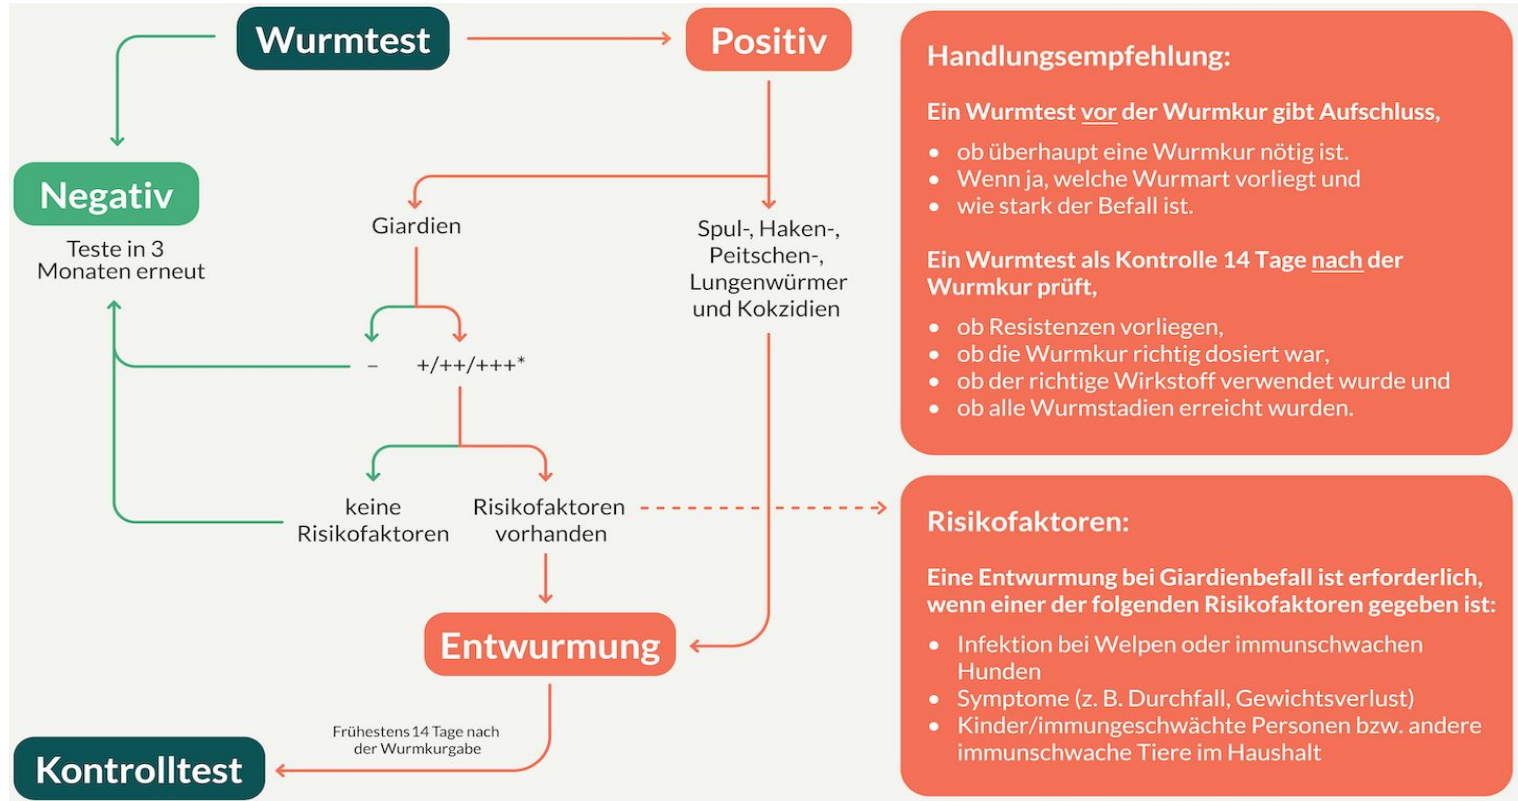 Wurmtest
Positiv
Negativ
Teste in 3
Monaten erneut
Giardien
Spul-, Haken-,
Peitschen-,
Lungenwürmer
und Kokzidien
–
+/++/+++*
keine
Risikofaktoren
Risikofaktoren
vorhanden
Entwurmung
Frühestens 14 Tage nach
der Wurmkurgabe
Kontrolltest
Handlungsempfehlung:
Ein Wurmtest vor der Wurmkur gibt Aufschluss,
• ob überhaupt eine Wurmkur nötig ist.
• Wenn ja, welche Wurmart vorliegt und
• wie stark der Befall ist.
Ein Wurmtest als Kontrolle 14 Tage nach der
Wurmkur prüft,
• ob Resistenzen vorliegen,
• ob die Wurmkur richtig dosiert war,
• ob der richtige Wirkstoff verwendet wurde und
• ob alle Wurmstadien erreicht wurden.
Risikofaktoren:
Eine Entwurmung bei Giardienbefall ist erforderlich,
wenn einer der folgenden Risikofaktoren gegeben ist:
• Infektion bei Welpen oder immunschwachen
Hunden
• Symptome (z. B. Durchfall, Gewichtsverlust)
• Kinder/immungeschwächte Personen bzw. andere
immunschwache Tiere im Haushalt